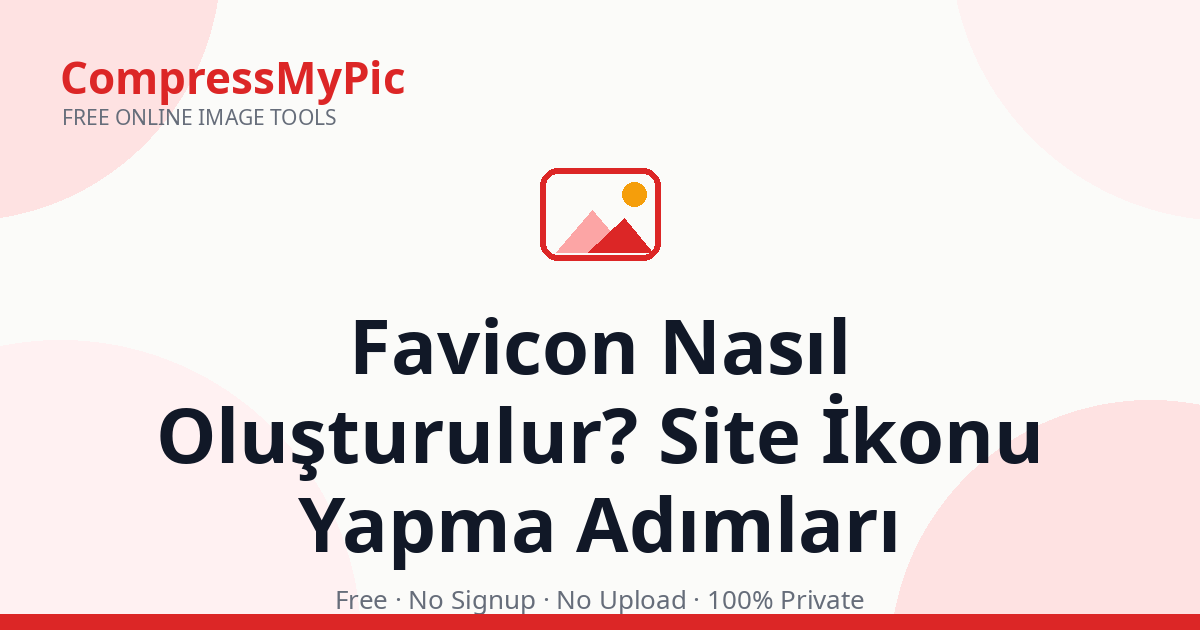 CompressMyPic
FREE ONLINE IMAGE TOOLS
Favicon Nasıl
Oluşturulur? Site İkonu
Yapma Adımları
Free · No Signup · No Upload · 100% Private